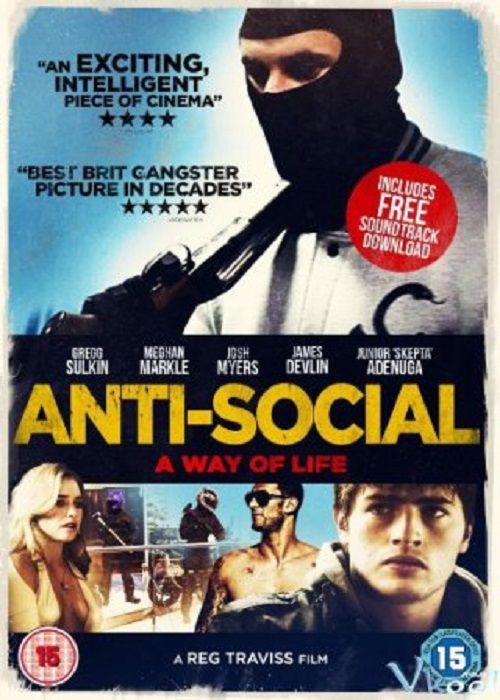 "AN EXCITING,
INTELLIGENT
PIECE OF CINEMA"
"BEST BRIT GANGSTER
PICTURE IN DECADES"
INCLUDES
FREE
SOUNDTRACK
DOWNLOAD
GREGG SULKIN
MEGHAN MARKLE
JOSH MYERS
JAMES DEVLIN
JUNIOR 'SKEPTA' ADENUGA
ANTI-SOCIAL
A WAY OF LIFE
15
A REG TRAVISS FILM
15